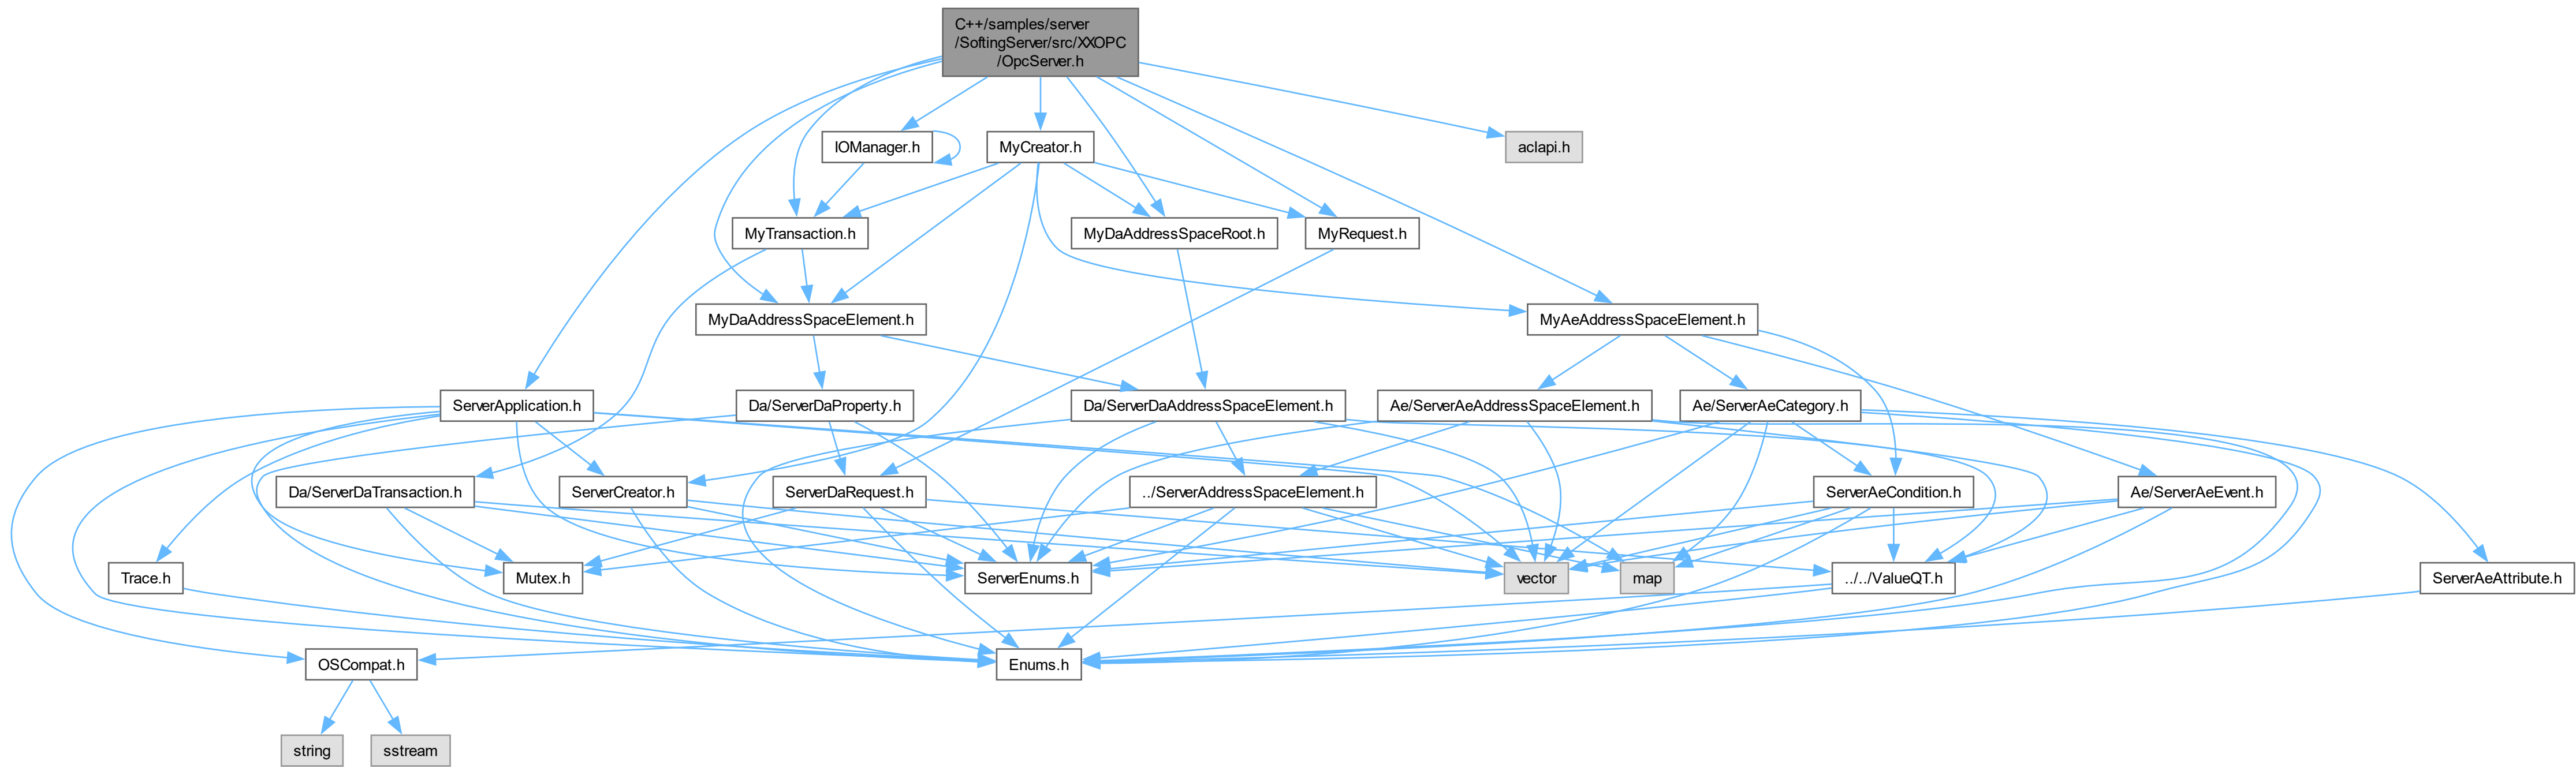 C++/samples/server
/SoftingServer/src/XXOPC
/OpcServer.h
IOManager.h
MyCreator.h
aclapi.h
MyTransaction.h
MyDaAddressSpaceRoot.h
MyRequest.h
MyDaAddressSpaceElement.h
MyAeAddressSpaceElement.h
ServerApplication.h
Da/ServerDaProperty.h
Da/ServerDaAddressSpaceElement.h
Ae/ServerAeAddressSpaceElement.h
Ae/ServerAeCategory.h
Da/ServerDaTransaction.h
ServerCreator.h
ServerDaRequest.h
../ServerAddressSpaceElement.h
ServerAeCondition.h
Ae/ServerAeEvent.h
Trace.h
Mutex.h
ServerEnums.h
vector
map
../../ValueQT.h
ServerAeAttribute.h
OSCompat.h
Enums.h
string
sstream